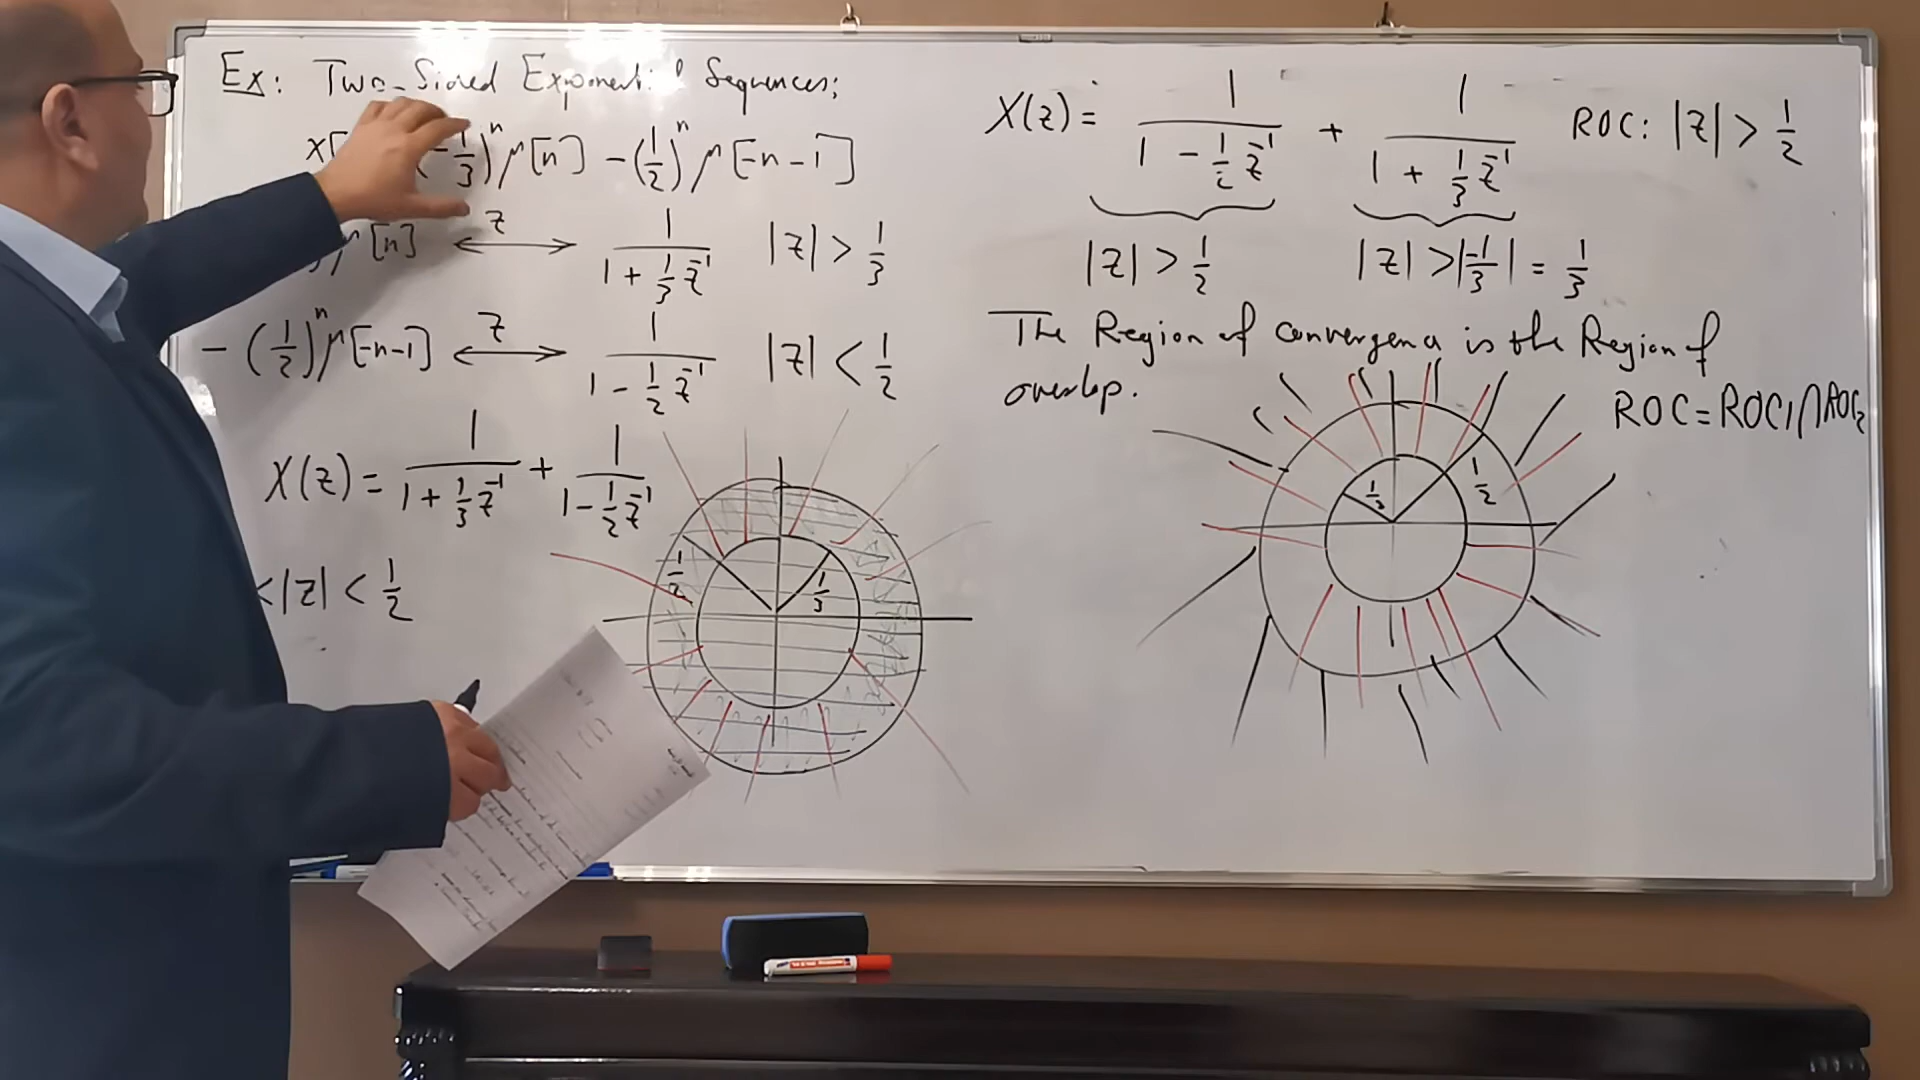 Ex: Two-Sided Exponential Sequences:
(-1/3)^n μ[n] - (1/2)^n μ[-n-1]
μ[n] <-z-> 1/(1 + 1/3 z^-1) |z| > 1/3
- (1/2)^n μ[-n-1] <-z-> 1/(1 - 1/2 z^-1) |z| < 1/2
X(z) = 1/(1 + 1/3 z^-1) + 1/(1 - 1/2 z^-1)
< |z| < 1/2
1/2
1/3
X(z) = 1/(1 - 1/2 z^-1) + 1/(1 + 1/3 z^-1) ROC: |z| > 1/2
|z| > 1/2 |z| > |-1/3| = 1/3
The Region of convergence is the Region of
overlap.
ROC = ROC1 ∩ ROC2
1/3
1/2